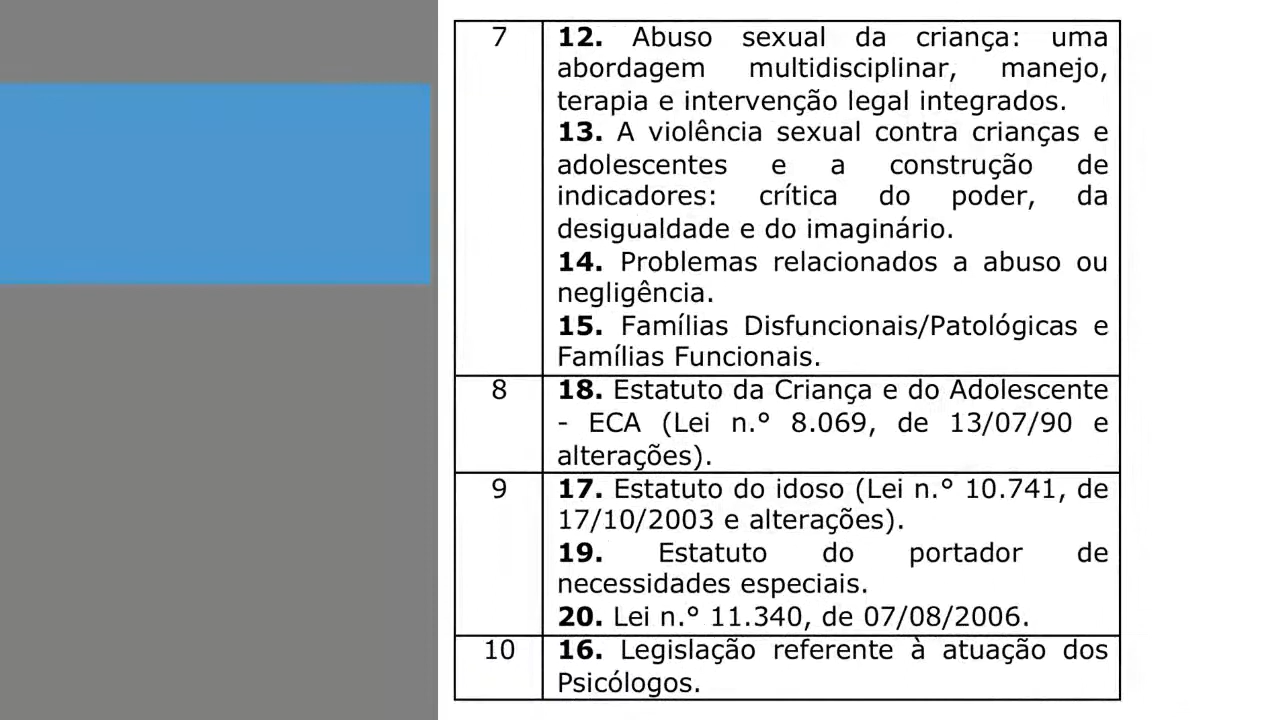 7 12. Abuso sexual da criança: uma
abordagem multidisciplinar, manejo,
terapia e intervenção legal integrados.
13. A violência sexual contra crianças e
adolescentes e a construção de
indicadores: crítica do poder, da
desigualdade e do imaginário.
14. Problemas relacionados a abuso ou
negligência.
15. Famílias Disfuncionais/Patológicas e
Famílias Funcionais.
8 18. Estatuto da Criança e do Adolescente
- ECA (Lei n.° 8.069, de 13/07/90 e
alterações).
9 17. Estatuto do idoso (Lei n.° 10.741, de
17/10/2003 e alterações).
19. Estatuto do portador de
necessidades especiais.
20. Lei n.° 11.340, de 07/08/2006.
10 16. Legislação referente à atuação dos
Psicólogos.